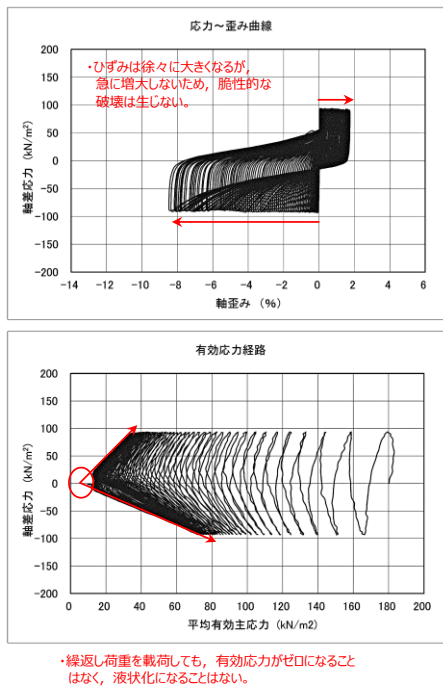 応力～歪み曲線
・ひずみは徐々に大きくなるが，
急に増大しないため，脆性的な
破壊は生じない。
軸差応力 (kN/m²)
200
150
100
50
0
-50
-100
-150
-200
-14 -12 -10 -8 -6 -4 -2 0 2 4 6
軸歪み （%）
有効応力経路
軸差応力 (kN/m²)
200
150
100
50
0
-50
-100
-150
-200
0 20 40 60 80 100 120 140 160 180 200
平均有効主応力 (kN/m2)
・繰返し荷重を載荷しても，有効応力がゼロになること
はなく，液状化になることはない。